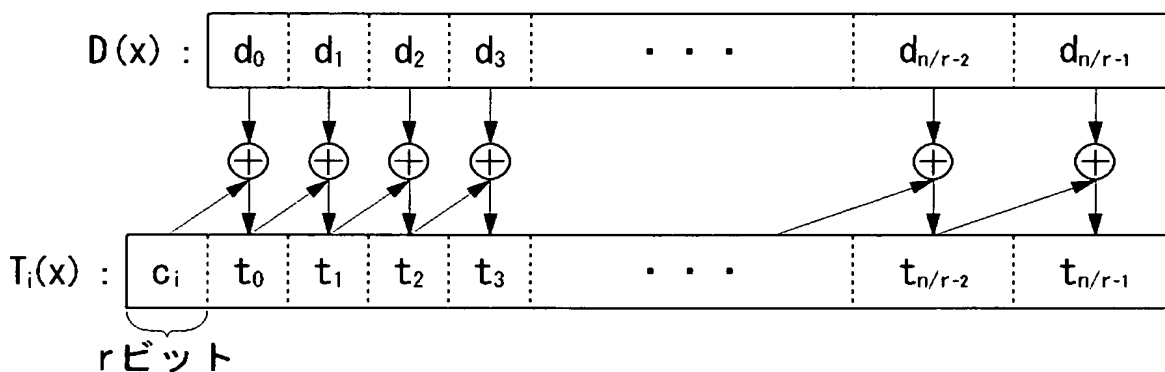 D(x) : d₀ d₁ d₂ d₃ ・・・ dₙ/ᵣ₋₂ dₙ/ᵣ₋₁
Tᵢ(x) : cᵢ t₀ t₁ t₂ t₃ ・・・ tₙ/ᵣ₋₂ tₙ/ᵣ₋₁
rビット